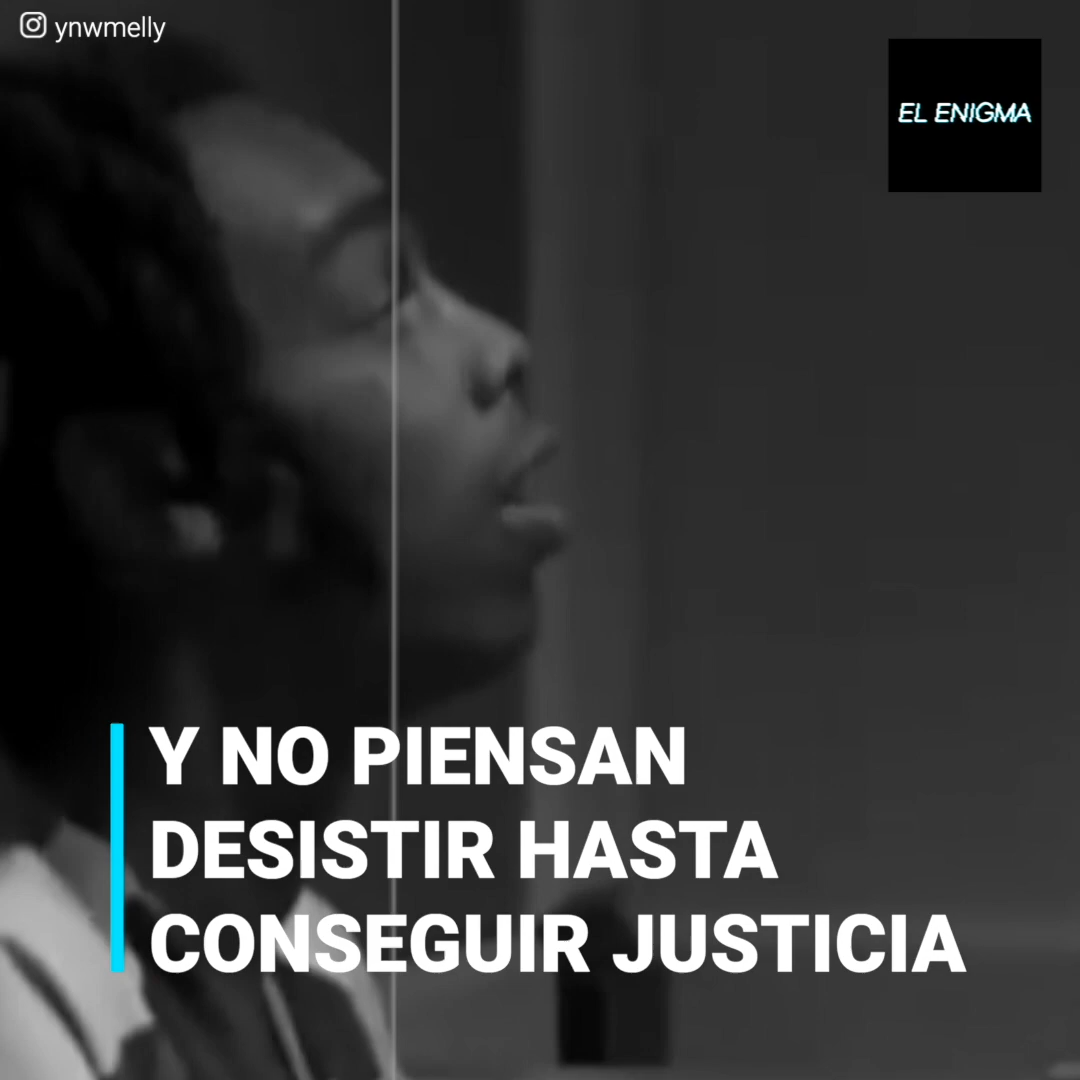 ynwmelly
EL ENIGMA
Y NO PIENSAN
DESISTIR HASTA
CONSEGUIR JUSTICIA